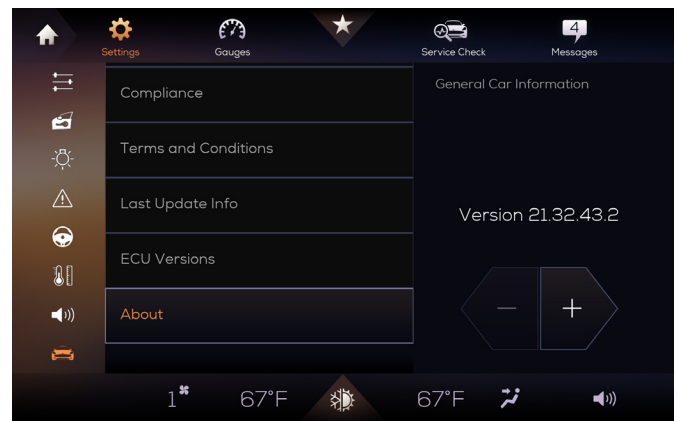 4
Settings
Gauges
Service Check
Messages
Compliance
Terms and Conditions
Last Update Info
ECU Versions
About
General Car Information
Version 21.32.43.2
1
67°F
67°F